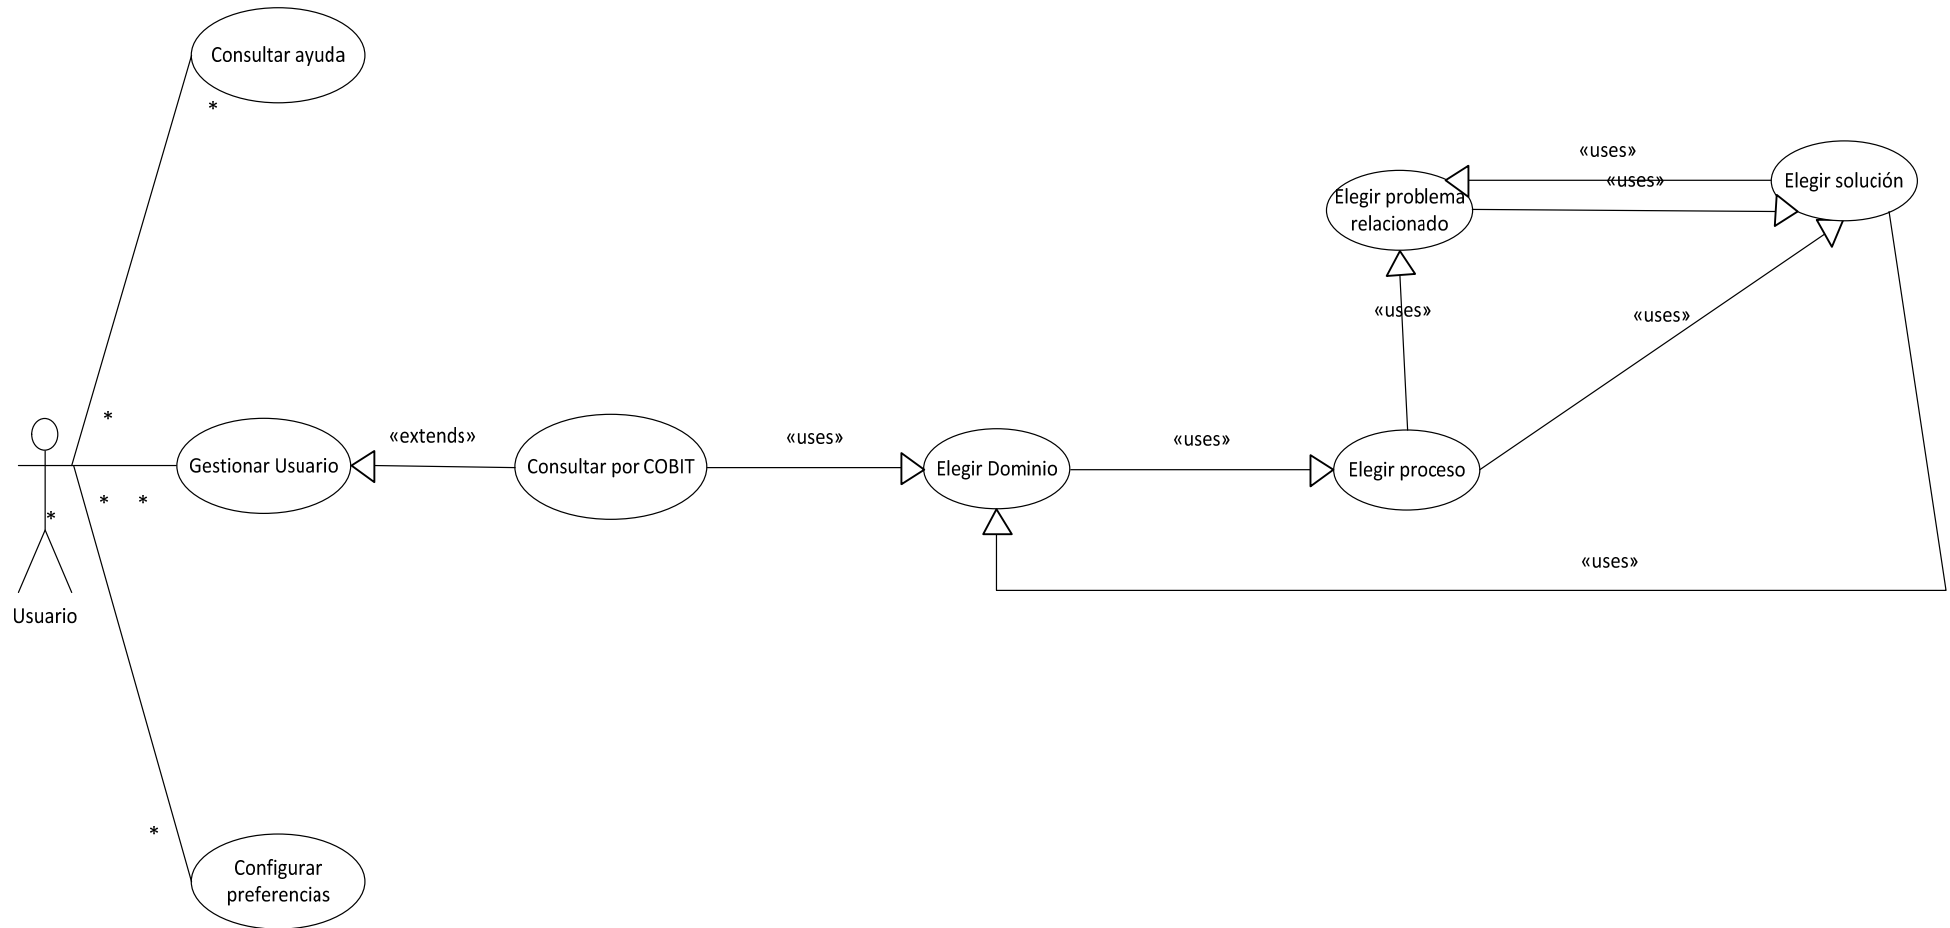 Consultar ayuda
*
«uses»
«uses»
Elegir solución
Elegir problema
relacionado
«uses»
«uses»
*
«extends»
«uses»
«uses»
Gestionar Usuario
Consultar por COBIT
Elegir Dominio
Elegir proceso
* *
*
«uses»
Usuario
*
Configurar
preferencias